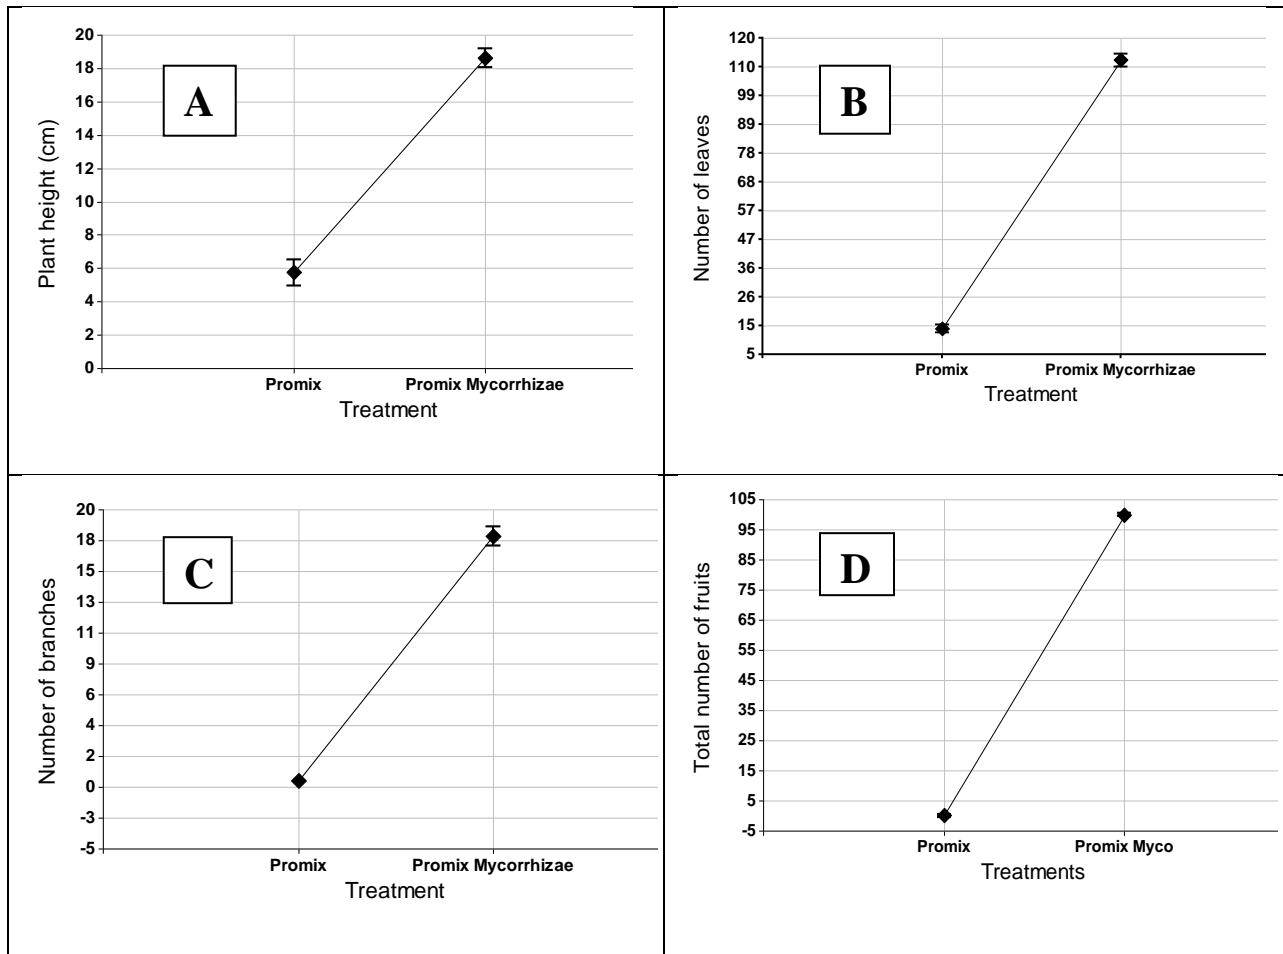 A
Plant height (cm)
20
18
16
14
12
10
8
6
4
2
0
Promix Promix Mycorrhizae
Treatment
B
Number of leaves
120
110
99
89
78
68
57
47
36
26
15
5
Promix Promix Mycorrhizae
Treatment
C
Number of branches
20
18
15
13
11
9
6
4
2
0
-3
-5
Promix Promix Mycorrhizae
Treatment
D
Total number of fruits
105
95
85
75
65
55
45
35
25
15
5
-5
Promix Promix Myco
Treatments